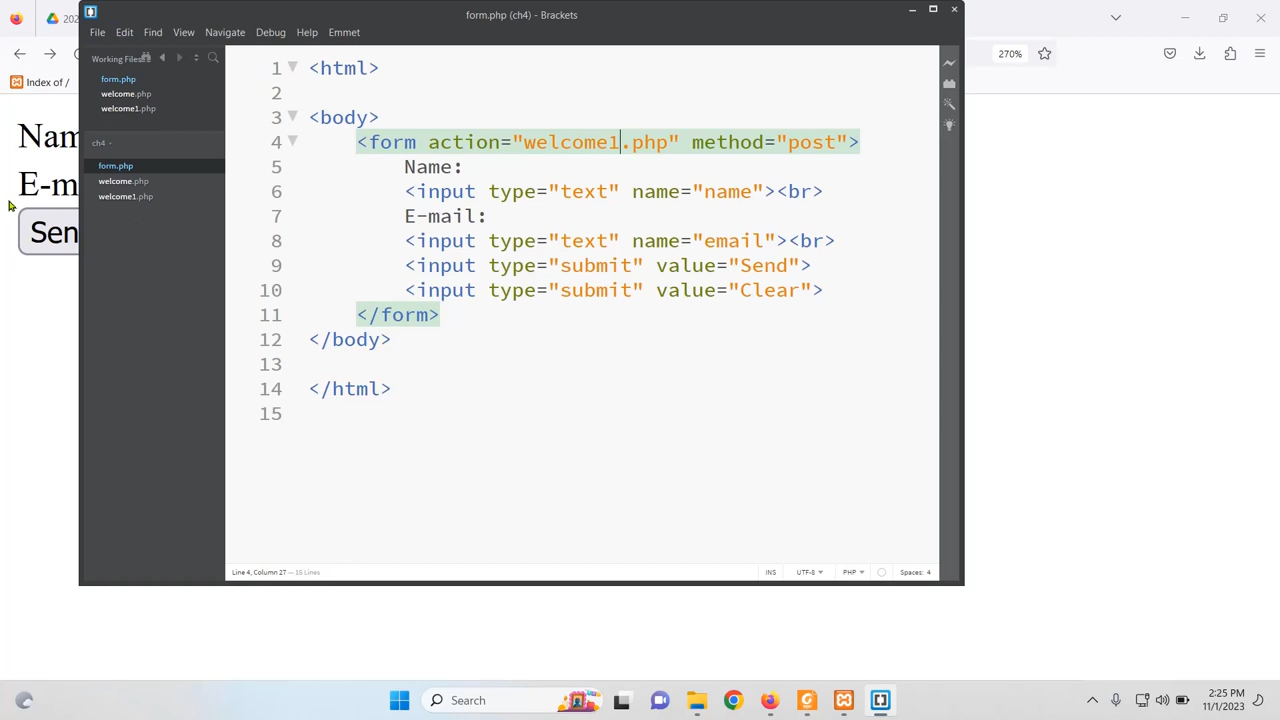 form.php (ch4) - Brackets
202
File Edit Find View Navigate Debug Help Emmet
270%
Index of /
Working Files
form.php
welcome.php
welcome1.php
ch4 -
form.php
welcome.php
welcome1.php
1 <html>
2
3 <body>
4 <form action="welcome1.php" method="post">
5 Name:
6 <input type="text" name="name"><br>
7 E-mail:
8 <input type="text" name="email"><br>
9 <input type="submit" value="Send">
10 <input type="submit" value="Clear">
11 </form>
12 </body>
13
14 </html>
15
Nam
E-m
Sen
Line 4, Column 27 — 15 Lines
INS UTF-8 PHP Spaces: 4
Search
2:25 PM
11/1/2023